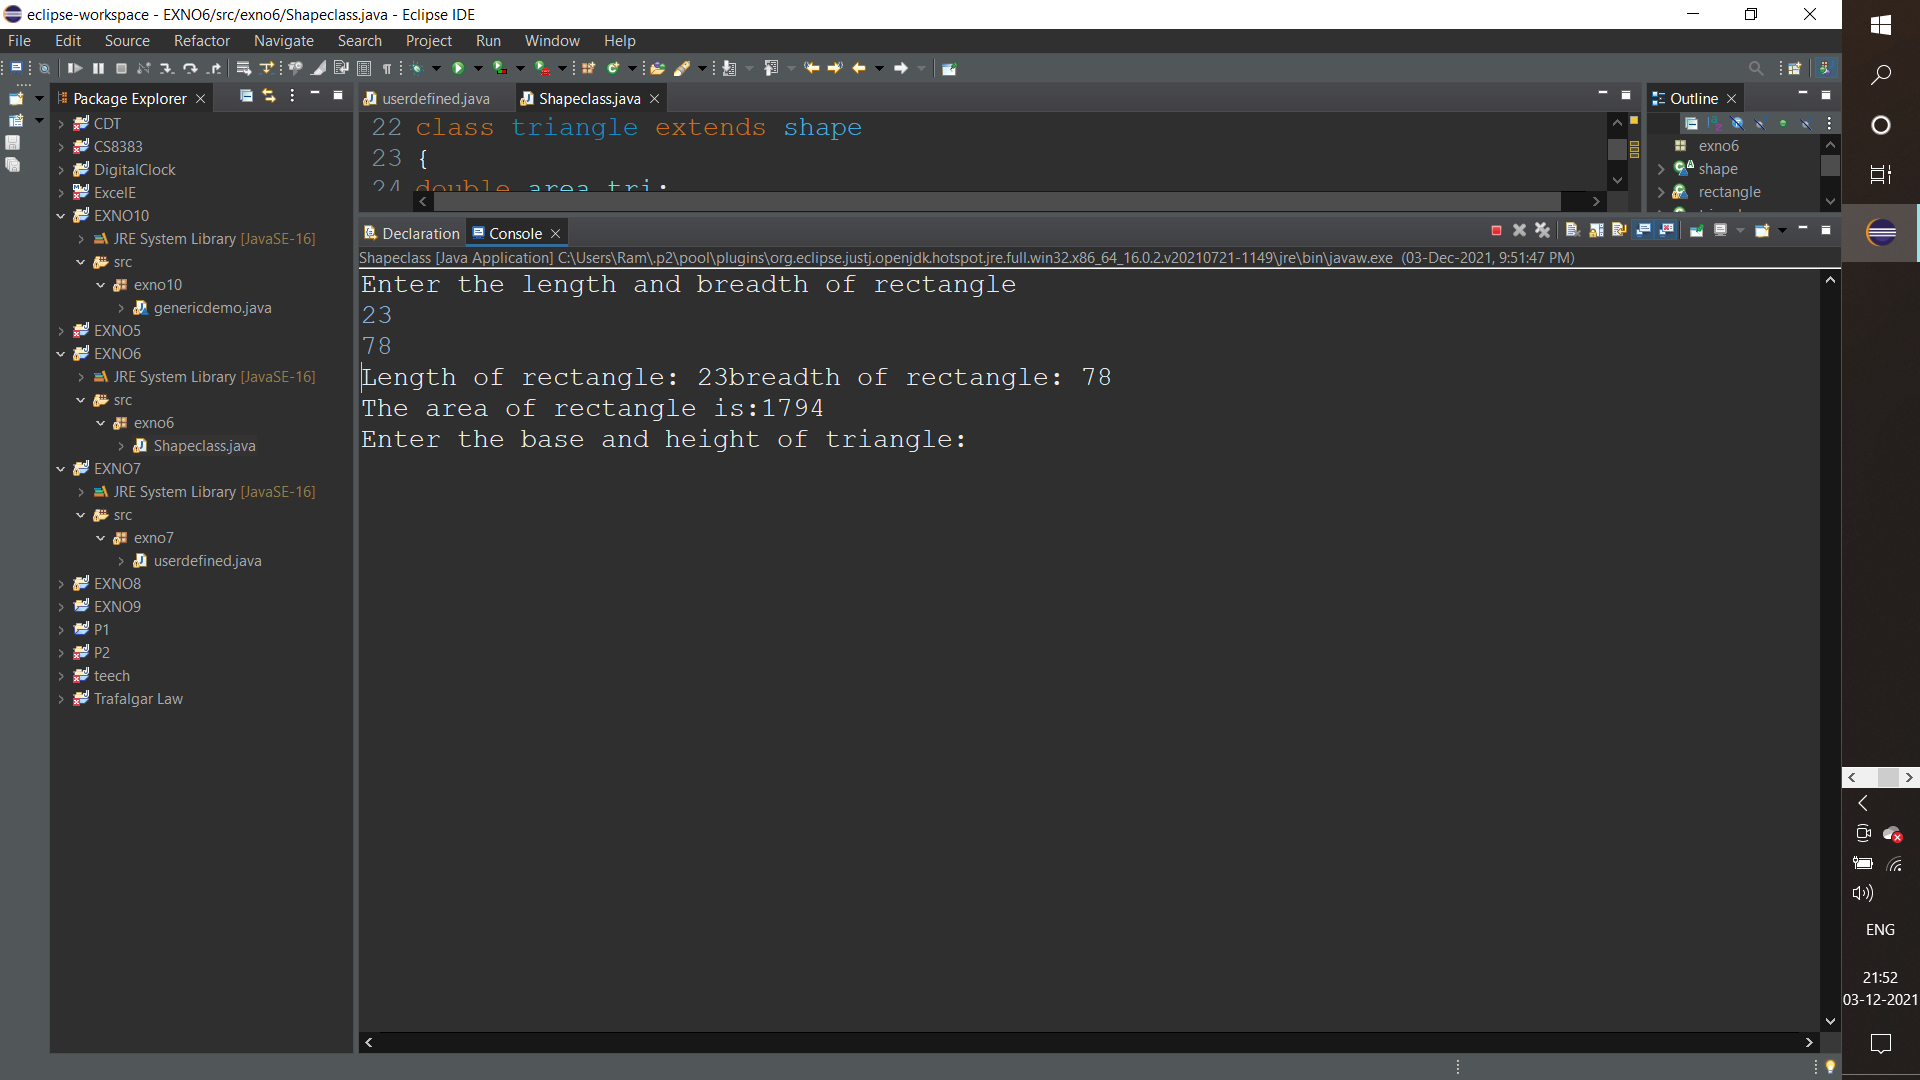 eclipse-workspace - EXNO6/src/exno6/Shapeclass.java - Eclipse IDE
File Edit Source Refactor Navigate Search Project Run Window Help
Package Explorer
CDT
CS8383
DigitalClock
ExcelE
EXNO10
JRE System Library [JavaSE-16]
src
exno10
genericdemo.java
EXNO5
EXNO6
JRE System Library [JavaSE-16]
src
exno6
Shapeclass.java
EXNO7
JRE System Library [JavaSE-16]
src
exno7
userdefined.java
EXNO8
EXNO9
P1
P2
teech
Trafalgar Law
userdefined.java Shapeclass.java
22 class triangle extends shape
23 {
24 double area tri;
Outline
exno6
shape
rectangle
Declaration Console
Shapeclass [Java Application] C:\Users\Ram\.p2\pool\plugins\org.eclipse.justj.openjdk.hotspot.jre.full.win32.x86_64_16.0.2.v20210721-1149\jre\bin\javaw.exe (03-Dec-2021, 9:51:47 PM)
Enter the length and breadth of rectangle
23
78
Length of rectangle: 23breadth of rectangle: 78
The area of rectangle is:1794
Enter the base and height of triangle:
ENG
21:52
03-12-2021